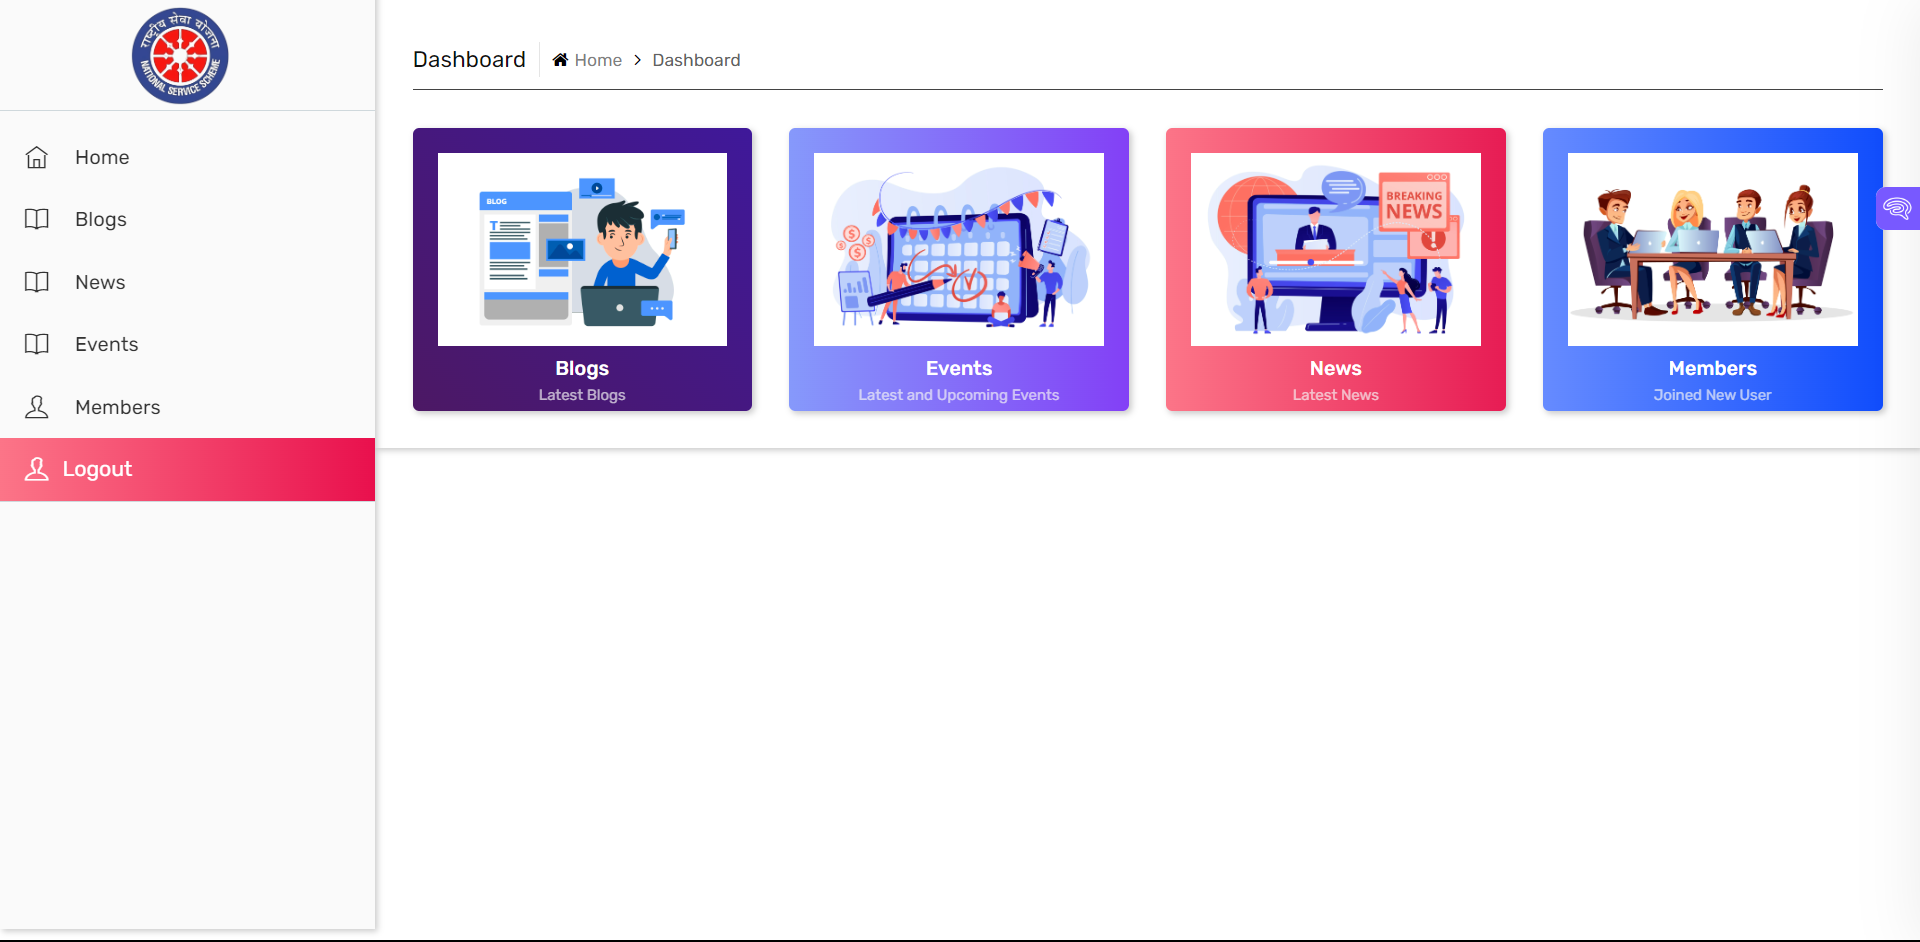 राष्ट्रीय सेवा योजना
NATIONAL SERVICE SCHEME
Home
Blogs
News
Events
Members
Logout
Dashboard
Home > Dashboard
BLOG
T
Blogs
Latest Blogs
Events
Latest and Upcoming Events
BREAKING
NEWS
News
Latest News
Members
Joined New User